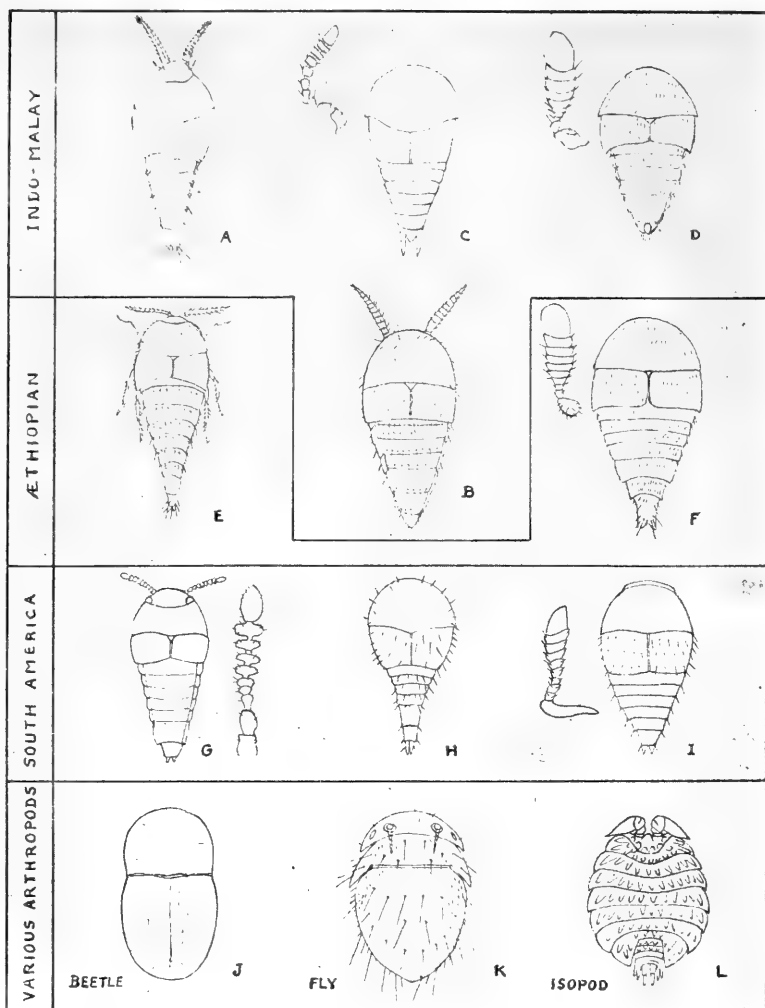 INDO-MALAY
A
C
D
ÆTHIOPIAN
E
B
F
SOUTH AMERICA
G
H
I
VARIOUS ARTHROPODS
BEETLE J
FLY K
ISOPOD L